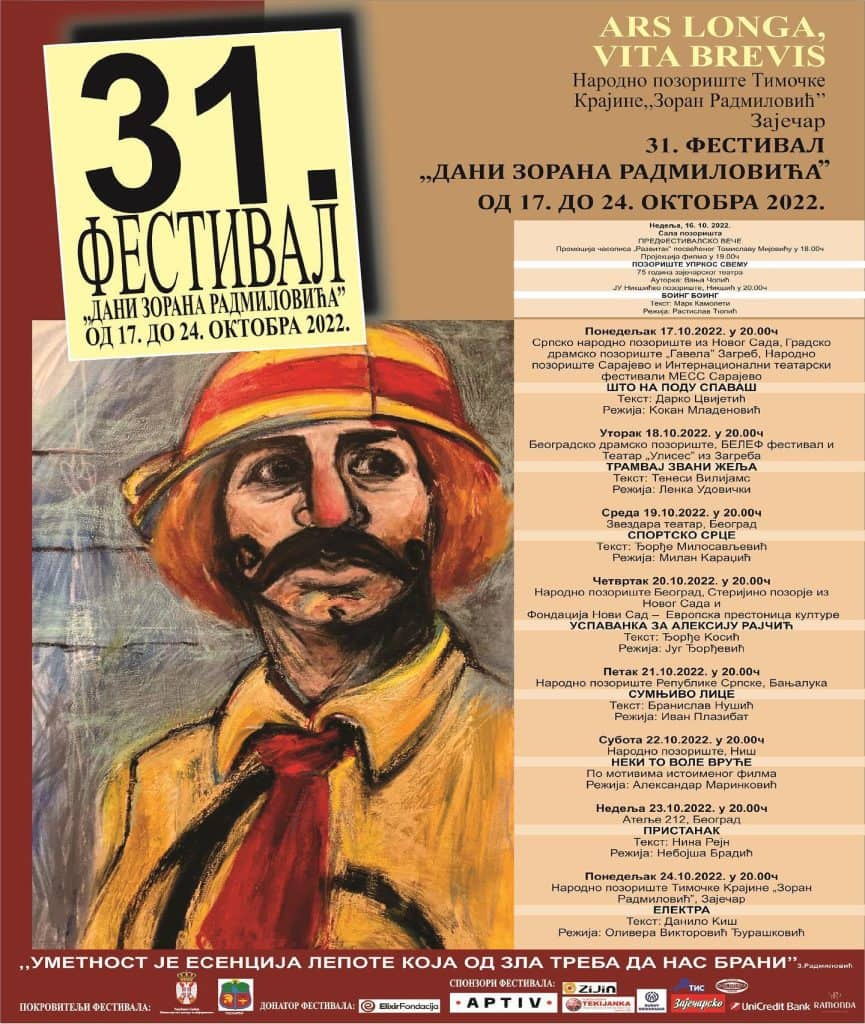 31.
ФЕСТИВАЛ
„ДАНИ ЗОРАНА РАДМИЛОВИЋА”
ОД 17. ДО 24. ОКТОБРА 2022.
ARS LONGA,
VITA BREVIS
Народно позориште Тимочке
Крајине„Зоран Радмиловић”
Зајечар
31. ФЕСТИВАЛ
„ДАНИ ЗОРАНА РАДМИЛОВИЋА”
ОД 17. ДО 24. ОКТОБРА 2022.
Недеља, 16. 10. 2022.
Сала позоришта
ПРЕДФЕСТИВАЛСКО ВЕЧЕ
Промоција часописа „Развитак” посвећеног Томиславу Мијовићу у 18.00ч
Пројекција филма у 19.00ч
ПОЗОРИШТЕ УПРКОС СВЕМУ
75 година зајечарског театра
Ауторка: Вања Чопић
ЈУ Никшићко позориште, Никшић у 20.00ч
БОИНГ БОИНГ
Текст: Марк Камолети
Режија: Растислав Ћопић
Понедељак 17.10.2022. у 20.00ч
Српско народно позориште из Новог Сада, Градско
драмско позориште „Гавела” Загреб, Народно
позориште Сарајево и Интернационални театарски
фестивали МЕСС Сарајево
ШТО НА ПОДУ СПАВАШ
Текст: Дарко Цвијетић
Режија: Кокан Младеновић
Уторак 18.10.2022. у 20.00ч
Београдско драмско позориште, БЕЛЕФ фестивал и
Театар „Улисес” из Загреба
ТРАМВАЈ ЗВАНИ ЖЕЉА
Текст: Тенеси Вилијамс
Режија: Ленка Удовички
Среда 19.10.2022. у 20.00ч
Звездара театар, Београд
СПОРТСКО СРЦЕ
Текст: Ђорђе Милосављевић
Режија: Милан Караџић
Четвртак 20.10.2022. у 20.00ч
Народно позориште Београд, Стеријино позорје из
Новог Сада и
Фондација Нови Сад – Европска престоница културе
УСПАВАНКА ЗА АЛЕКСИЈУ РАЈЧИЋ
Текст: Ђорђе Косић
Режија: Југ Ђорђевић
Петак 21.10.2022. у 20.00ч
Народно позориште Републике Српске, Бањалука
СУМЊИВО ЛИЦЕ
Текст: Бранислав Нушић
Режија: Иван Плазибат
Субота 22.10.2022. у 20.00ч
Народно позориште, Ниш
НЕКИ ТО ВОЛЕ ВРУЋЕ
По мотивима истоименог филма
Режија: Александар Маринковић
Недеља 23.10.2022. у 20.00ч
Атеље 212, Београд
ПРИСТАНАК
Текст: Нина Рејн
Режија: Небојша Брадић
Понедељак 24.10.2022. у 20.00ч
Народно позориште Тимочке Крајине „Зоран
Радмиловић”, Зајечар
ЕЛЕКТРА
Текст: Данило Киш
Режија: Оливера Викторовић Ђурашковић
,,УМЕТНОСТ ЈЕ ЕСЕНЦИЈА ЛЕПОТЕ КОЈА ОД ЗЛА ТРЕБА ДА НАС БРАНИ” З.Радмиловић
ПОКРОВИТЕЉИ ФЕСТИВАЛА:
ДОНАТОР ФЕСТИВАЛА:
ElixirFondacija
СПОНЗОРИ ФЕСТИВАЛА:
APTIV
ZiJin
TEKIJANKA
ТИС
Зајечарско
UniCredit Bank
RAMONDA